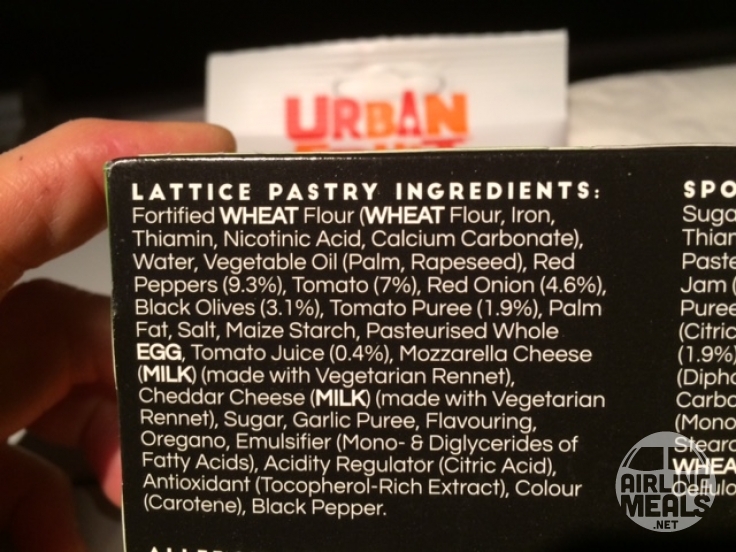 URBAN
LATTICE PASTRY INGREDIENTS:
Fortified WHEAT Flour (WHEAT Flour, Iron,
Thiamin, Nicotinic Acid, Calcium Carbonate),
Water, Vegetable Oil (Palm, Rapeseed), Red
Peppers (9.3%), Tomato (7%), Red Onion (4.6%),
Black Olives (3.1%), Tomato Puree (1.9%), Palm
Fat, Salt, Maize Starch, Pasteurised Whole
EGG, Tomato Juice (0.4%), Mozzarella Cheese
(MILK) (made with Vegetarian Rennet),
Cheddar Cheese (MILK) (made with Vegetarian
Rennet), Sugar, Garlic Puree, Flavouring,
Oregano, Emulsifier (Mono- & Diglycerides of
Fatty Acids), Acidity Regulator (Citric Acid),
Antioxidant (Tocopherol-Rich Extract), Colour
(Carotene), Black Pepper.
SPO
Suga
Thiar
Paste
Jam (
Puree
(Citric
(1.9%)
(Dipho
Carbo
(Mono
Stearo
WHEA
Cellulo
AIRLINE
MEALS
.NET